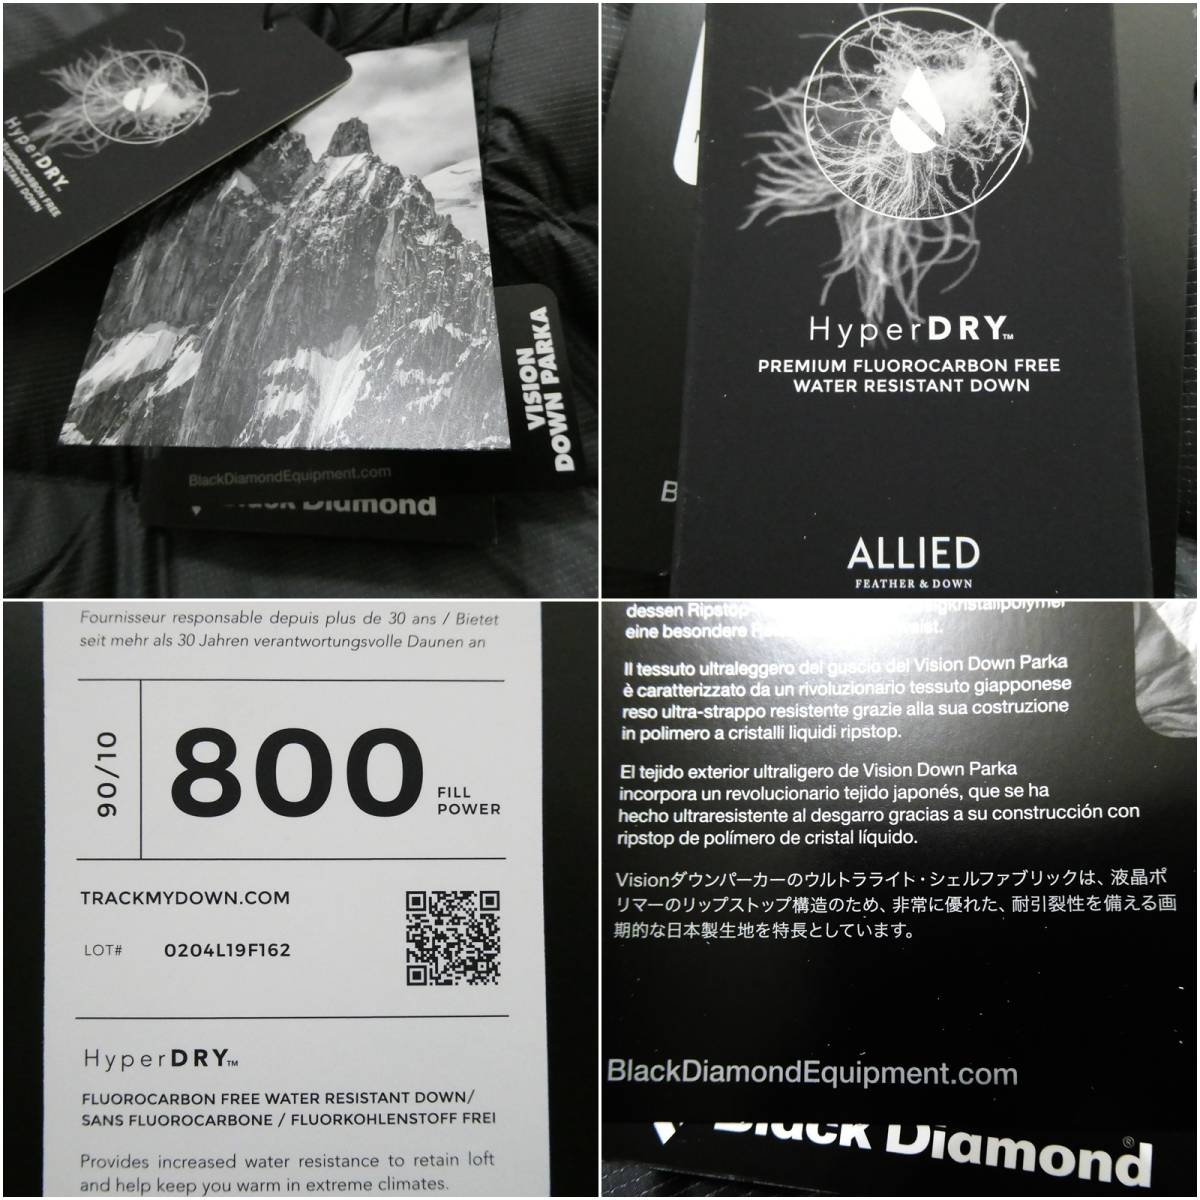 HyperDRY™
FLUOROCARBON FREE
DOWN
VISION
DOWN PARKA
BlackDiamondEquipment.com
Black Diamond
HyperDRY™
PREMIUM FLUOROCARBON FREE
WATER RESISTANT DOWN
ALLIED
FEATHER & DOWN
Fournisseur responsable depuis plus de 30 ans / Bietet
seit mehr als 30 Jahren verantwortungsvolle Daunen an
90/10
800
FILL
POWER
TRACKMYDOWN.COM
LOT# 0204L19F162
HyperDRY™
FLUOROCARBON FREE WATER RESISTANT DOWN/
SANS FLUOROCARBONE / FLUORKOHLENSTOFF FREI
Provides increased water resistance to retain loft
and help keep you warm in extreme climates.
dessen Ripstop-
eine besondere
Il tessuto ultraleggero del guscio del Vision Down Parka
è caratterizzato da un rivoluzionario tessuto giapponese
reso ultra-strappo resistente grazie alla sua costruzione
in polimero a cristalli liquidi ripstop.
El tejido exterior ultraligero de Vision Down Parka
incorpora un revolucionario tejido japonés, que se ha
hecho ultraresistente al desgarro gracias a su construcción con
ripstop de polímero de cristal líquido.
Visionダウンパーカーのウルトラライト・シェルファブリックは、液晶ポ
リマーのリップストップ構造のため、非常に優れた、耐引裂性を備える画
期的な日本製生地を特長としています。
BlackDiamondEquipment.com
Black Diamond®